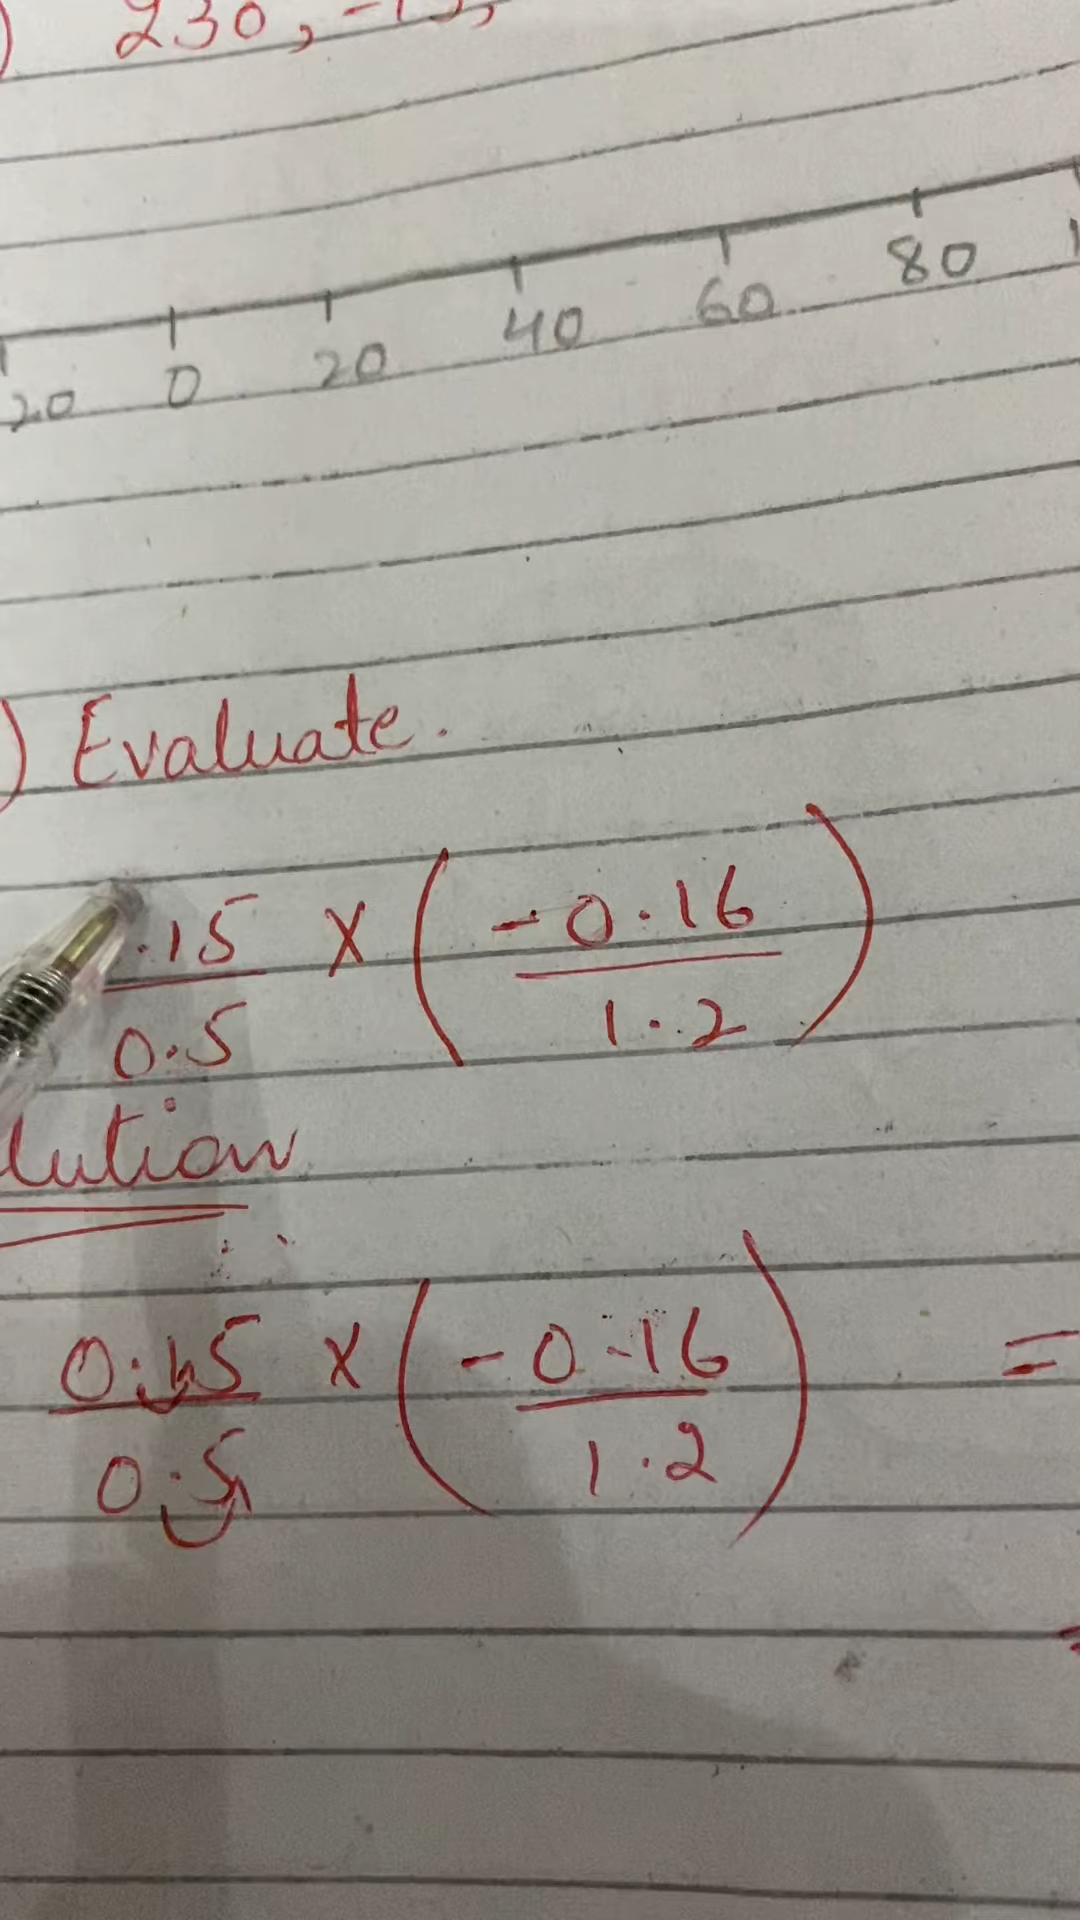 ) 230, -15,
20 0 20 40 60 80
) Evaluate.
.15 × ( -0.16 )
0.5 1.2
lution
0.15 × ( -0.16 ) =
0.5 1.2